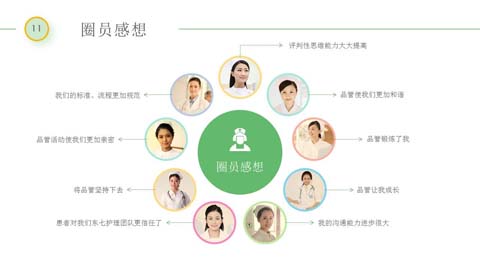 11
圈员感想
评判性思维能力大大提高
我们的标准、流程更加规范
品管使我们更加和谐
品管活动使我们更加亲密
品管锻炼了我
圈员感想
将品管坚持下去
品管让我成长
患者对我们东七护理团队更信任了
我的沟通能力进步很大